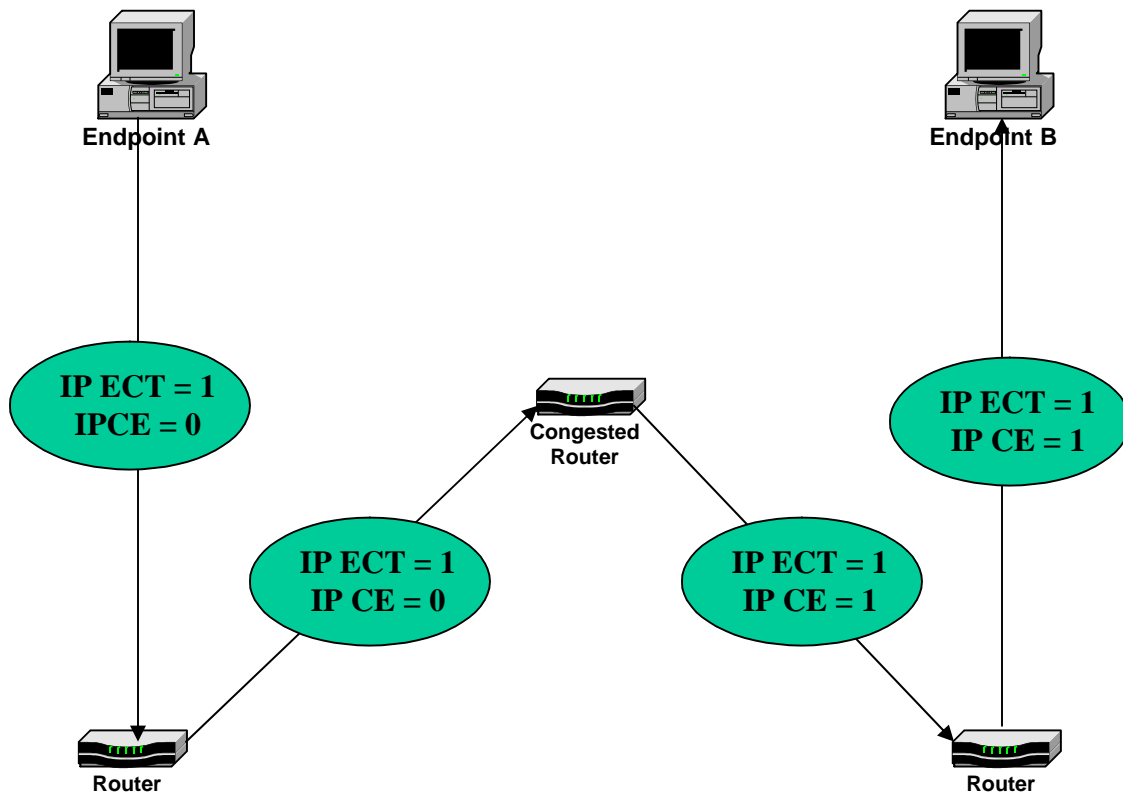 Endpoint A
Endpoint B
IP ECT = 1
IPCE = 0
IP ECT = 1
IP CE = 1
Congested
Router
IP ECT = 1
IP CE = 0
IP ECT = 1
IP CE = 1
Router
Router